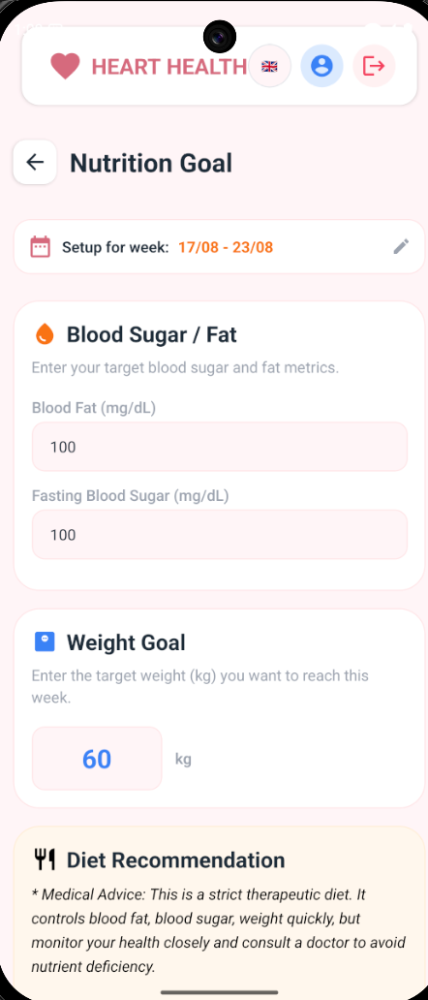 HEART HEALTH
Nutrition Goal
Setup for week: 17/08 - 23/08
Blood Sugar / Fat
Enter your target blood sugar and fat metrics.
Blood Fat (mg/dL)
100
Fasting Blood Sugar (mg/dL)
100
Weight Goal
Enter the target weight (kg) you want to reach this
week.
60 kg
Diet Recommendation
* Medical Advice: This is a strict therapeutic diet. It
controls blood fat, blood sugar, weight quickly, but
monitor your health closely and consult a doctor to avoid
nutrient deficiency.